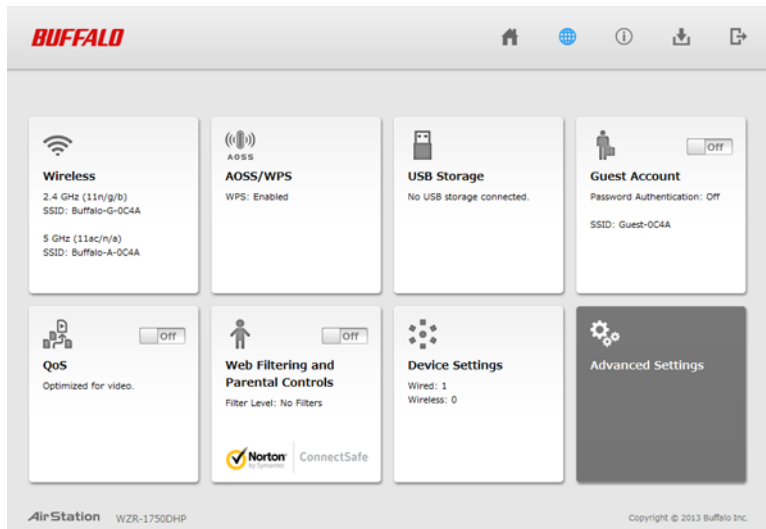 BUFFALO
Wireless
2.4 GHz (11n/g/b)
SSID: Buffalo-G-0C4A
5 GHz (11ac/n/a)
SSID: Buffalo-A-0C4A
AOSS
AOSS/WPS
WPS: Enabled
USB Storage
No USB storage connected.
Off
Guest Account
Password Authentication: Off
SSID: Guest-0C4A
Off
QoS
Optimized for video.
Off
Web Filtering and
Parental Controls
Filter Level: No Filters
Norton
by Symantec
ConnectSafe
Device Settings
Wired: 1
Wireless: 0
Advanced Settings
AirStation WZR-1750DHP
Copyright © 2013 Buffalo Inc.